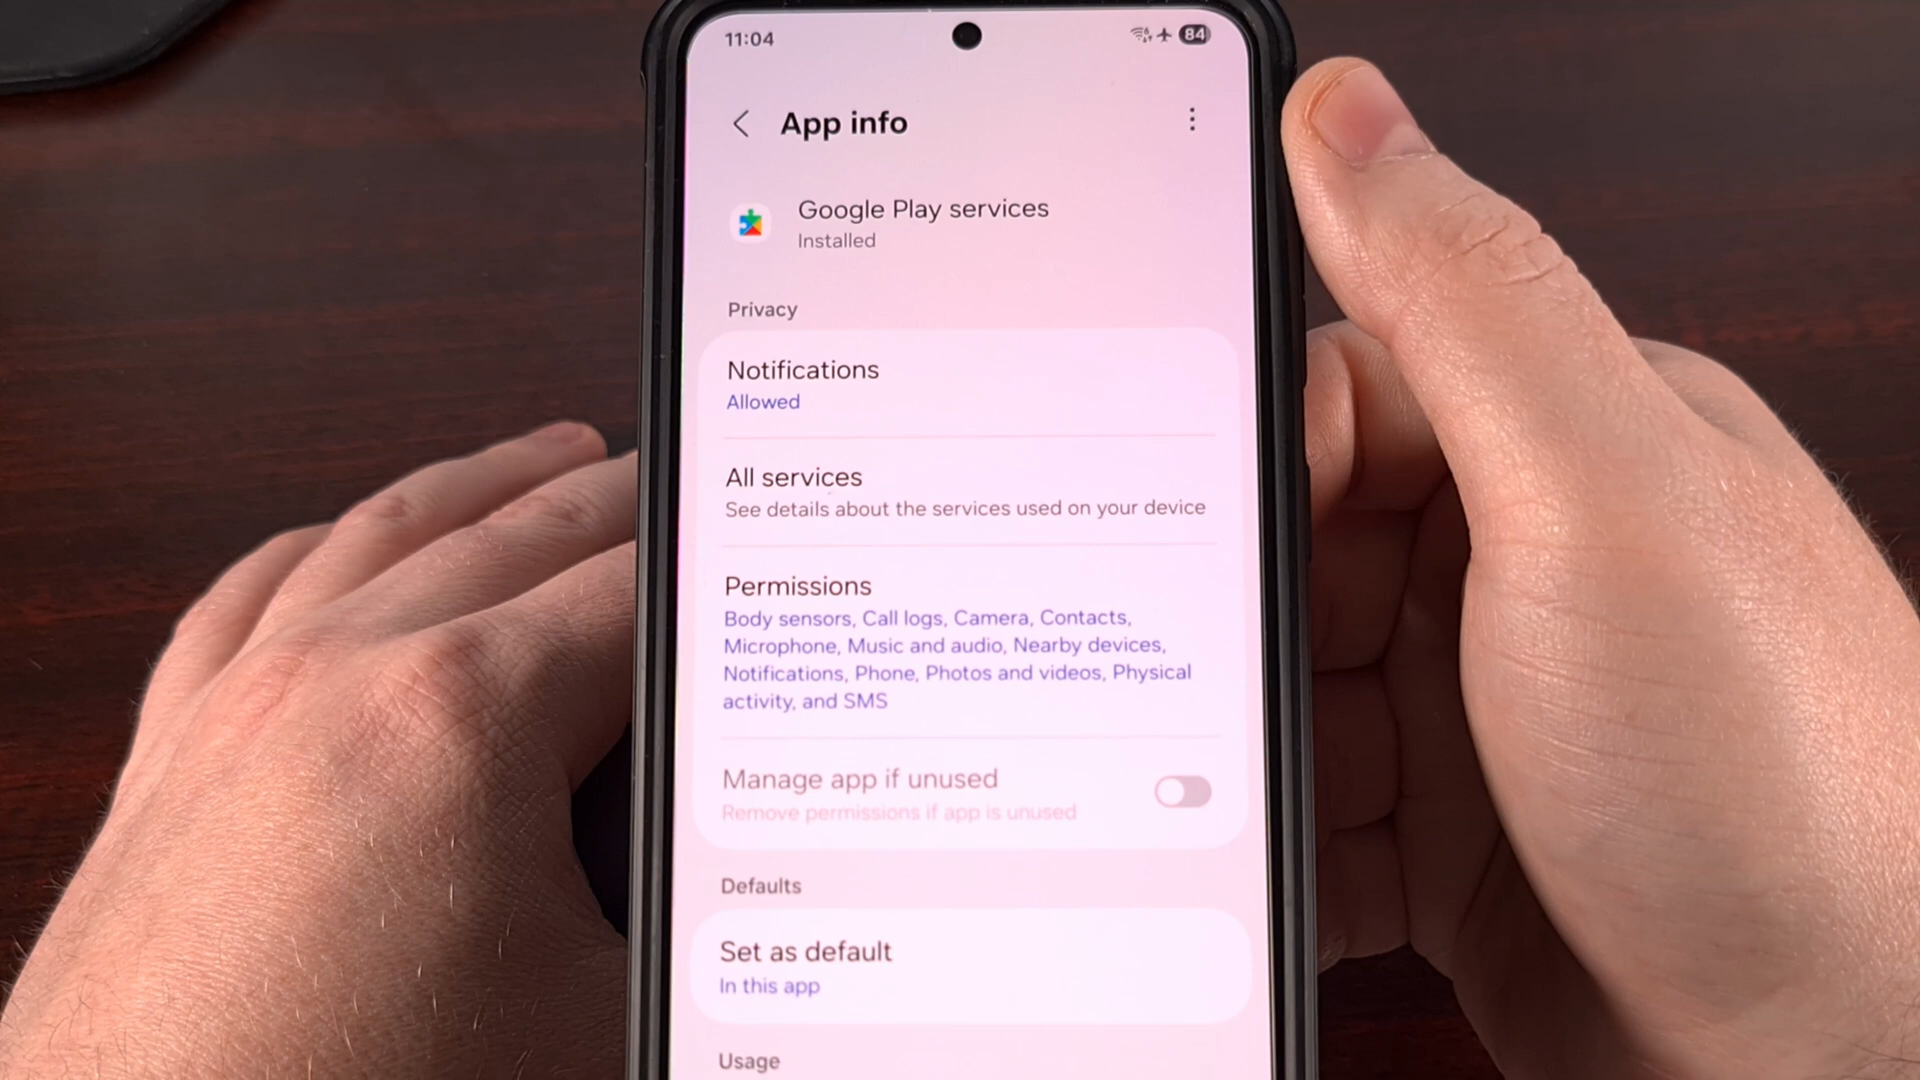 11:04
84
App info
Google Play services
Installed
Privacy
Notifications
Allowed
All services
See details about the services used on your device
Permissions
Body sensors, Call logs, Camera, Contacts,
Microphone, Music and audio, Nearby devices,
Notifications, Phone, Photos and videos, Physical
activity, and SMS
Manage app if unused
Remove permissions if app is unused
Defaults
Set as default
In this app
Usage